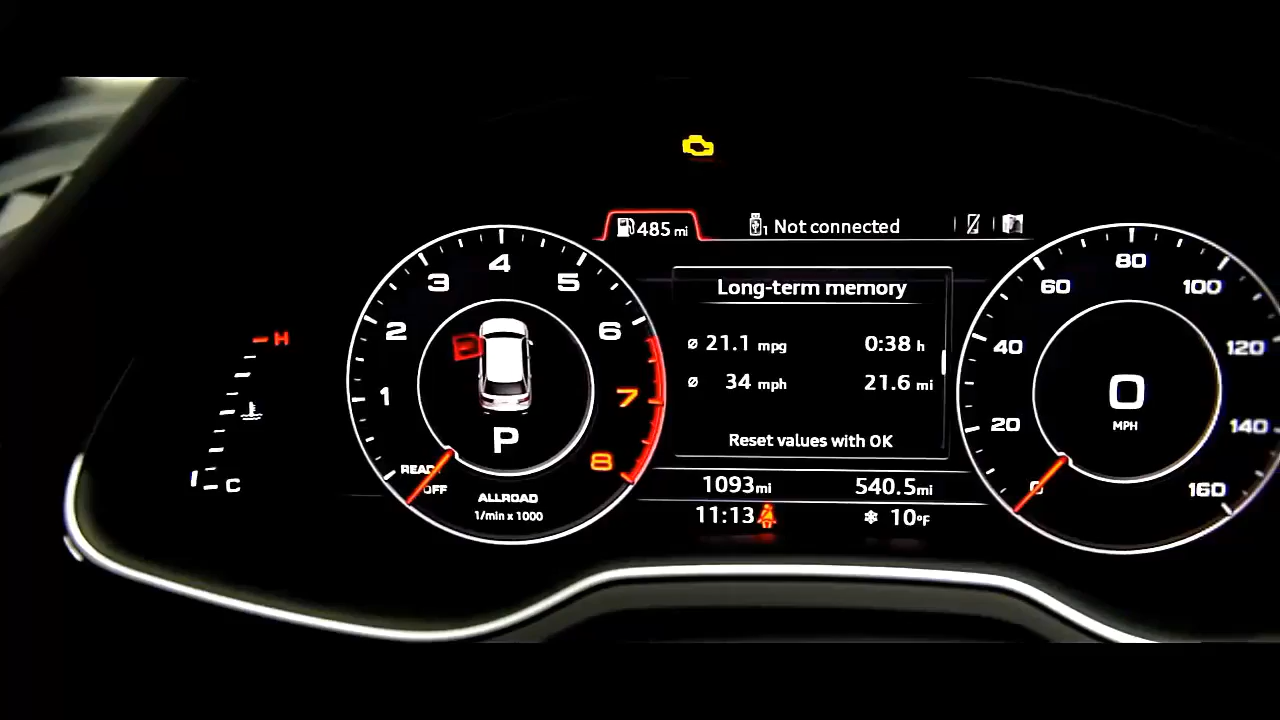 485 mi
1 Not connected
Long-term memory
ø 21.1 mpg 0:38 h
ø 34 mph 21.6 mi
Reset values with OK
1093mi 540.5mi
11:13 10°F
H
C
1
2
3
4
5
6
7
8
P
READY
OFF
ALLROAD
1/min x 1000
0
20
40
60
80
100
120
140
160
0
MPH